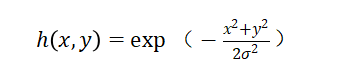 h(x,y) = exp （ − x²+y² / 2σ² ）